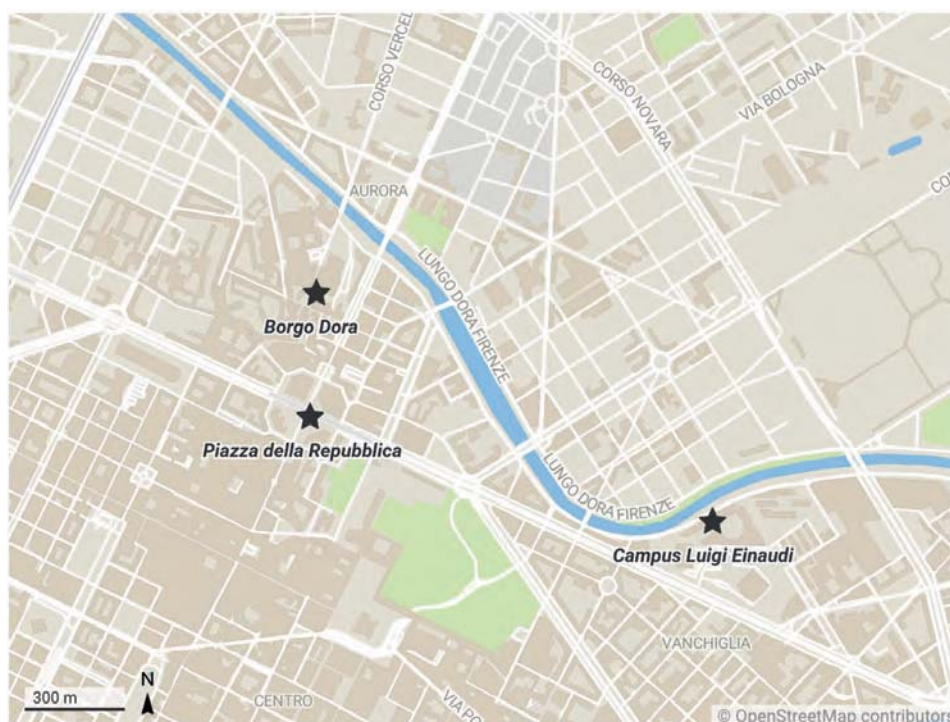 CORSO VERCEL
CORSO NOVARA
VIA BOLOGNA
AURORA
LUNGO DORA FIRENZE
Borgo Dora
Piazza della Repubblica
LUNGO DORA FIRENZE
Campus Luigi Einaudi
VANCHIGLIA
300 m
N
CENTRO
VIA PO
© OpenStreetMap contributors